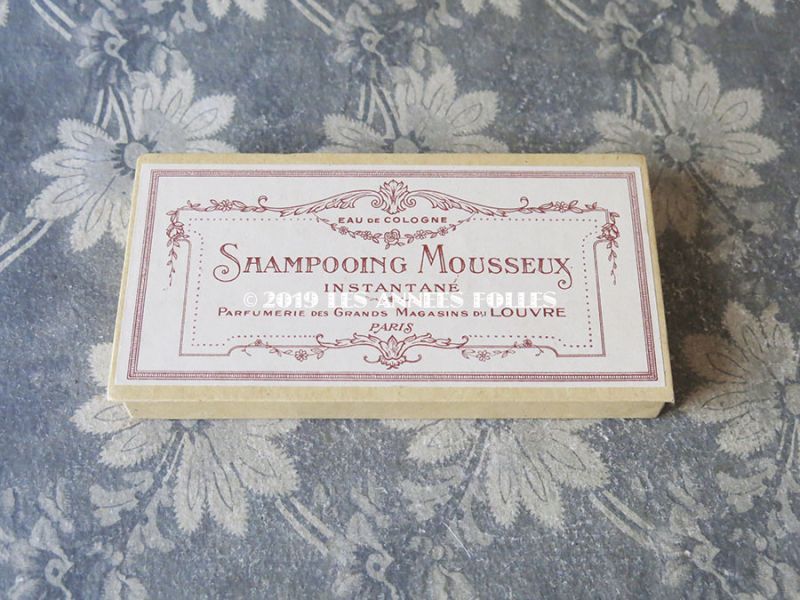 EAU DE COLOGNE
SHAMPOOING MOUSSEUX
INSTANTANÉ
© 2019 LES ANNEES FOLLES
PARFUMERIE DES GRANDS MAGASINS DU LOUVRE
PARIS